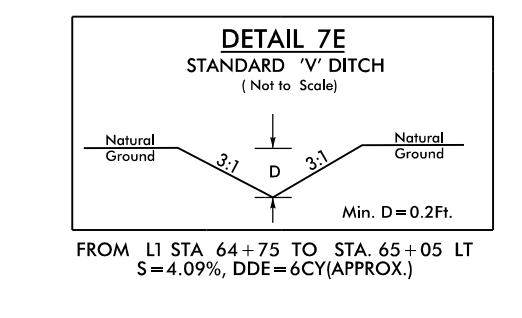 DETAIL 7E
STANDARD 'V' DITCH
( Not to Scale)
Natural
Ground
3:1
D
3:1
Natural
Ground
Min. D=0.2Ft.
FROM L1 STA 64+75 TO STA. 65+05 LT
S=4.09%, DDE=6CY(APPROX.)